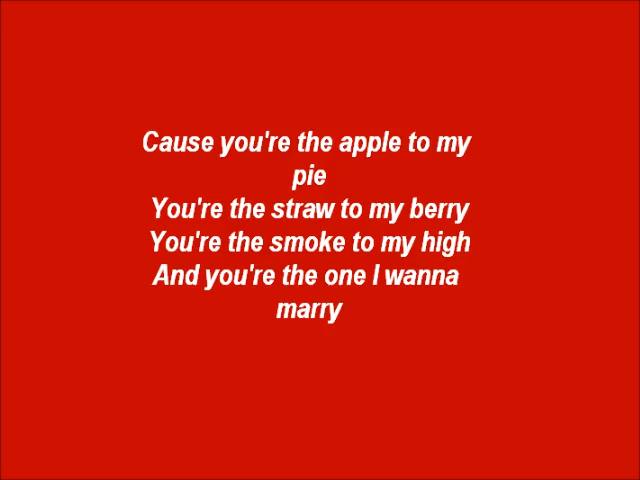 Cause you're the apple to my
pie
You're the straw to my berry
You're the smoke to my high
And you're the one I wanna
marry